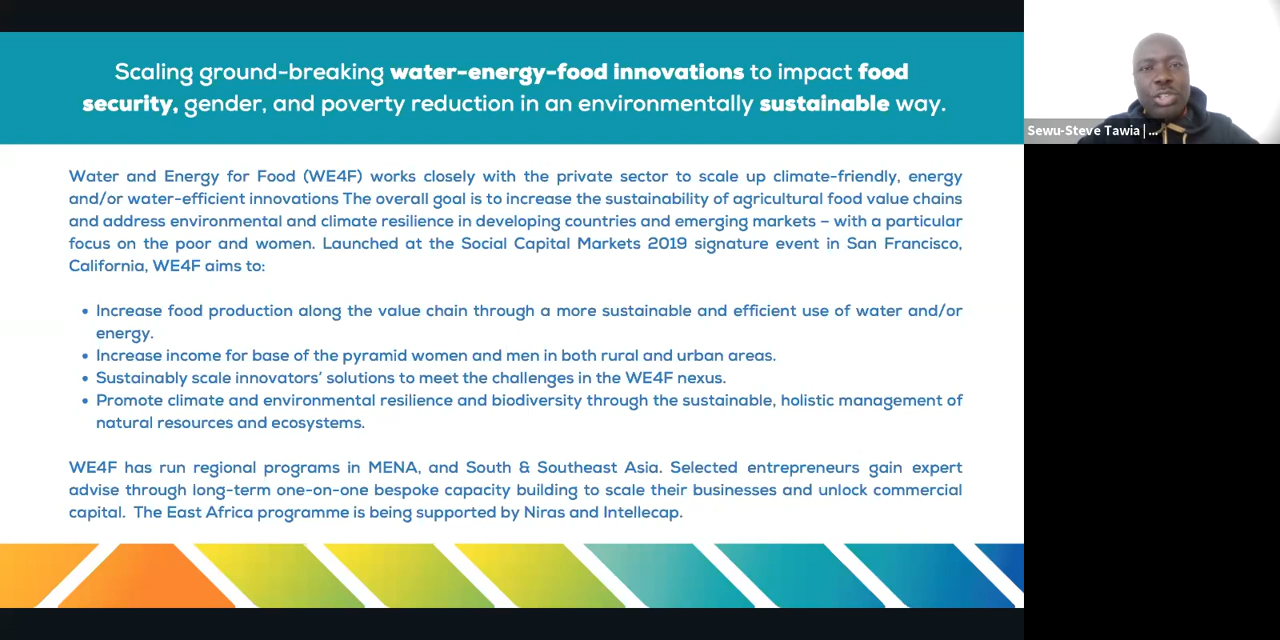 Scaling ground-breaking water-energy-food innovations to impact food
security, gender, and poverty reduction in an environmentally sustainable way.
Sewu-Steve Tawia | ...
Water and Energy for Food (WE4F) works closely with the private sector to scale up climate-friendly, energy
and/or water-efficient innovations The overall goal is to increase the sustainability of agricultural food value chains
and address environmental and climate resilience in developing countries and emerging markets – with a particular
focus on the poor and women. Launched at the Social Capital Markets 2019 signature event in San Francisco,
California, WE4F aims to:
• Increase food production along the value chain through a more sustainable and efficient use of water and/or
energy.
• Increase income for base of the pyramid women and men in both rural and urban areas.
• Sustainably scale innovators’ solutions to meet the challenges in the WE4F nexus.
• Promote climate and environmental resilience and biodiversity through the sustainable, holistic management of
natural resources and ecosystems.
WE4F has run regional programs in MENA, and South & Southeast Asia. Selected entrepreneurs gain expert
advise through long-term one-on-one bespoke capacity building to scale their businesses and unlock commercial
capital. The East Africa programme is being supported by Niras and Intellecap.